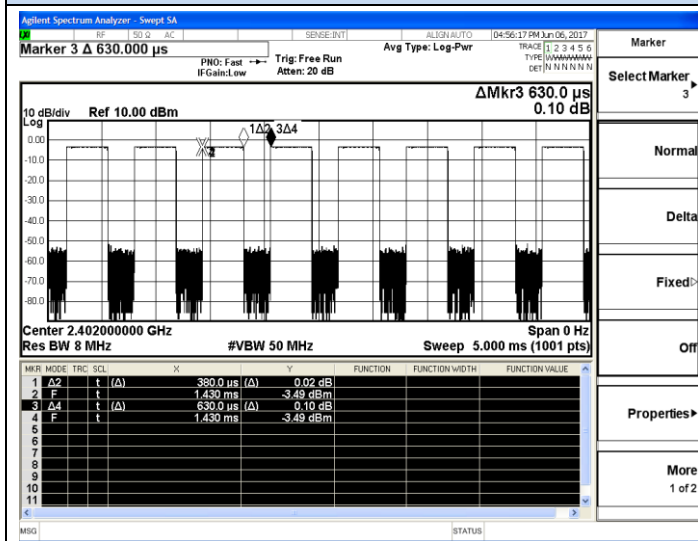 Agilent Spectrum Analyzer - Swept SA
RF 50 Ω AC SENSE:INT ALIGN AUTO 04:56:17 PM Jun 06, 2017
Marker 3 Δ 630.000 µs
PNO: Fast
IFGain:Low
Trig: Free Run
Atten: 20 dB
Avg Type: Log-Pwr
TRACE 1 2 3 4 5 6
TYPE
DET N N N N N N
ΔMkr3 630.0 µs
0.10 dB
10 dB/div Ref 10.00 dBm
Log
1Δ2 3Δ4
0.00
-10.0
-20.0
-30.0
-40.0
-50.0
-60.0
-70.0
-80.0
Center 2.402000000 GHz Span 0 Hz
Res BW 8 MHz #VBW 50 MHz Sweep 5.000 ms (1001 pts)
MKR MODE TRC SCL X Y FUNCTION FUNCTION WIDTH FUNCTION VALUE
1 Δ2 t (Δ) 380.0 µs (Δ) 0.02 dB
2 F t 1.430 ms -3.49 dBm
3 Δ4 t (Δ) 630.0 µs (Δ) 0.10 dB
4 F t 1.430 ms -3.49 dBm
5
6
7
8
9
10
11
MSG STATUS
Marker
Select Marker
3
Normal
Delta
Fixed
Off
Properties
More
1 of 2